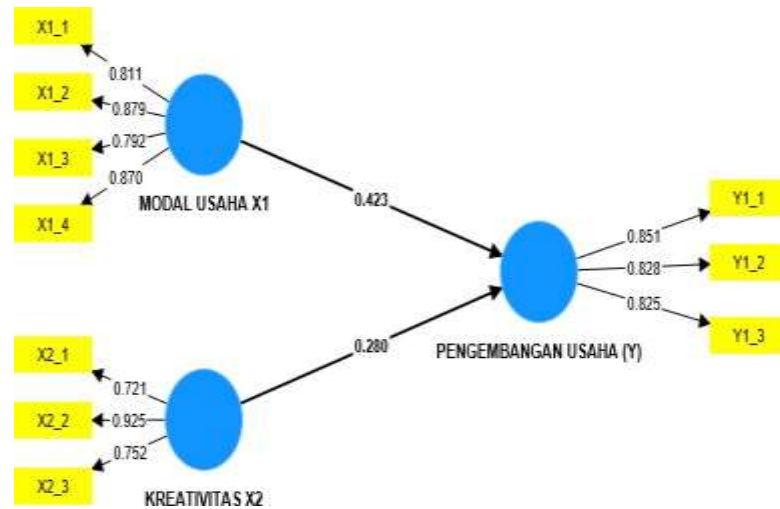 X1_1
0.811
X1_2
0.879
0.792
X1_3
0.870
X1_4
MODAL USAHA X1
0.423
Y1_1
0.851
0.828
Y1_2
0.825
Y1_3
PENGEMBANGAN USAHA (Y)
0.280
X2_1
0.721
X2_2
0.925
0.752
X2_3
KREATIVITAS X2